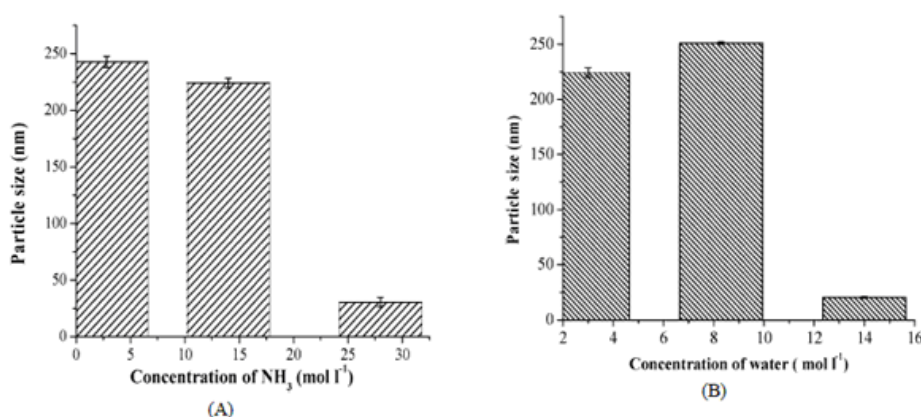 250
200
150
100
50
0
Particle size (nm)
0 5 10 15 20 25 30
Concentration of NH₃ (mol l⁻¹)
(A)
250
200
150
100
50
0
Particle size (nm)
2 4 6 8 10 12 14 16
Concentration of water ( mol l⁻¹)
(B)